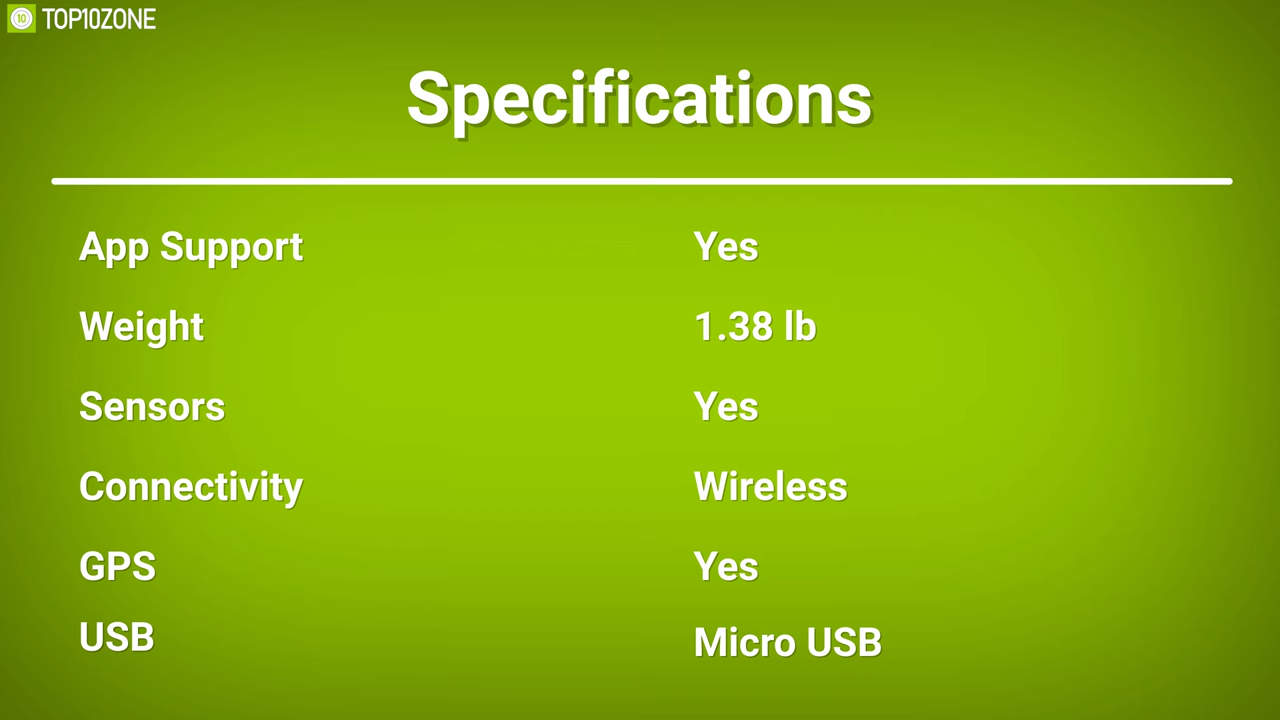 TOP10ZONE
Specifications
App Support Yes
Weight 1.38 lb
Sensors Yes
Connectivity Wireless
GPS Yes
USB Micro USB